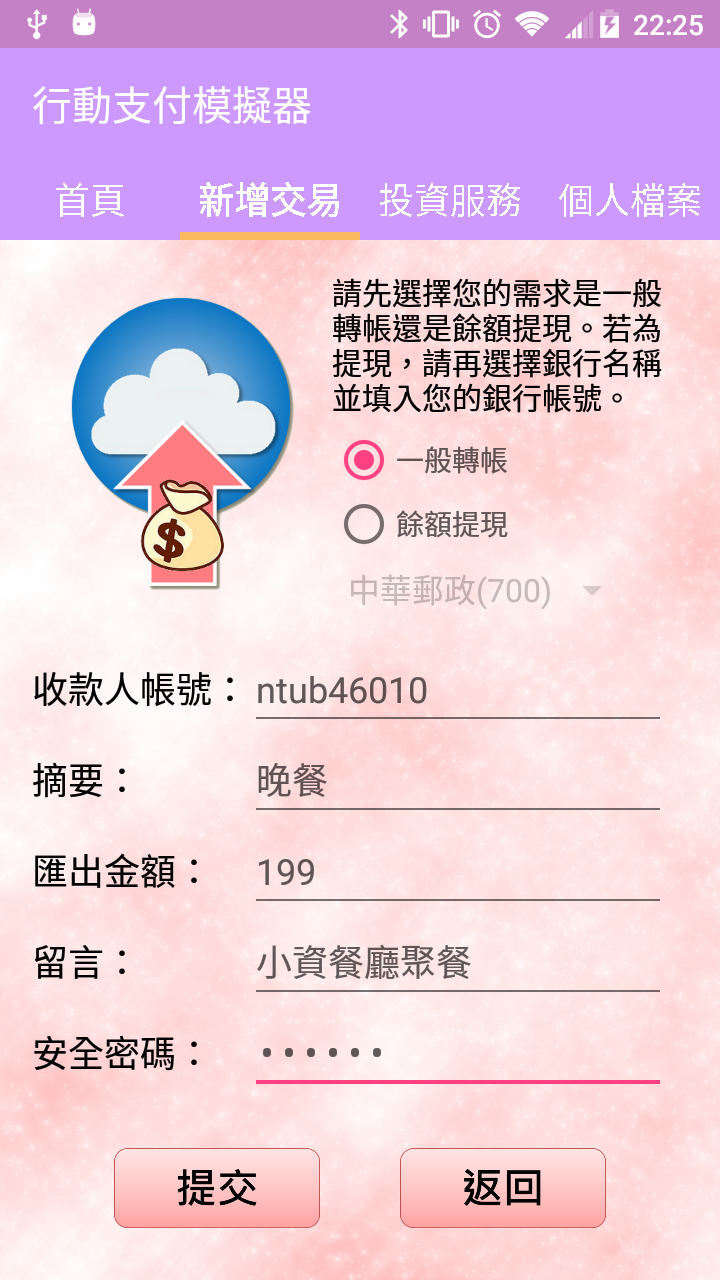 22:25
行動支付模擬器
首頁 新增交易 投資服務 個人檔案
請先選擇您的需求是一般
轉帳還是餘額提現。若為
提現，請再選擇銀行名稱
並填入您的銀行帳號。
一般轉帳
餘額提現
中華郵政(700)
$
收款人帳號： ntub46010
摘要： 晚餐
匯出金額： 199
留言： 小資餐廳聚餐
安全密碼： ••••••
提交 返回